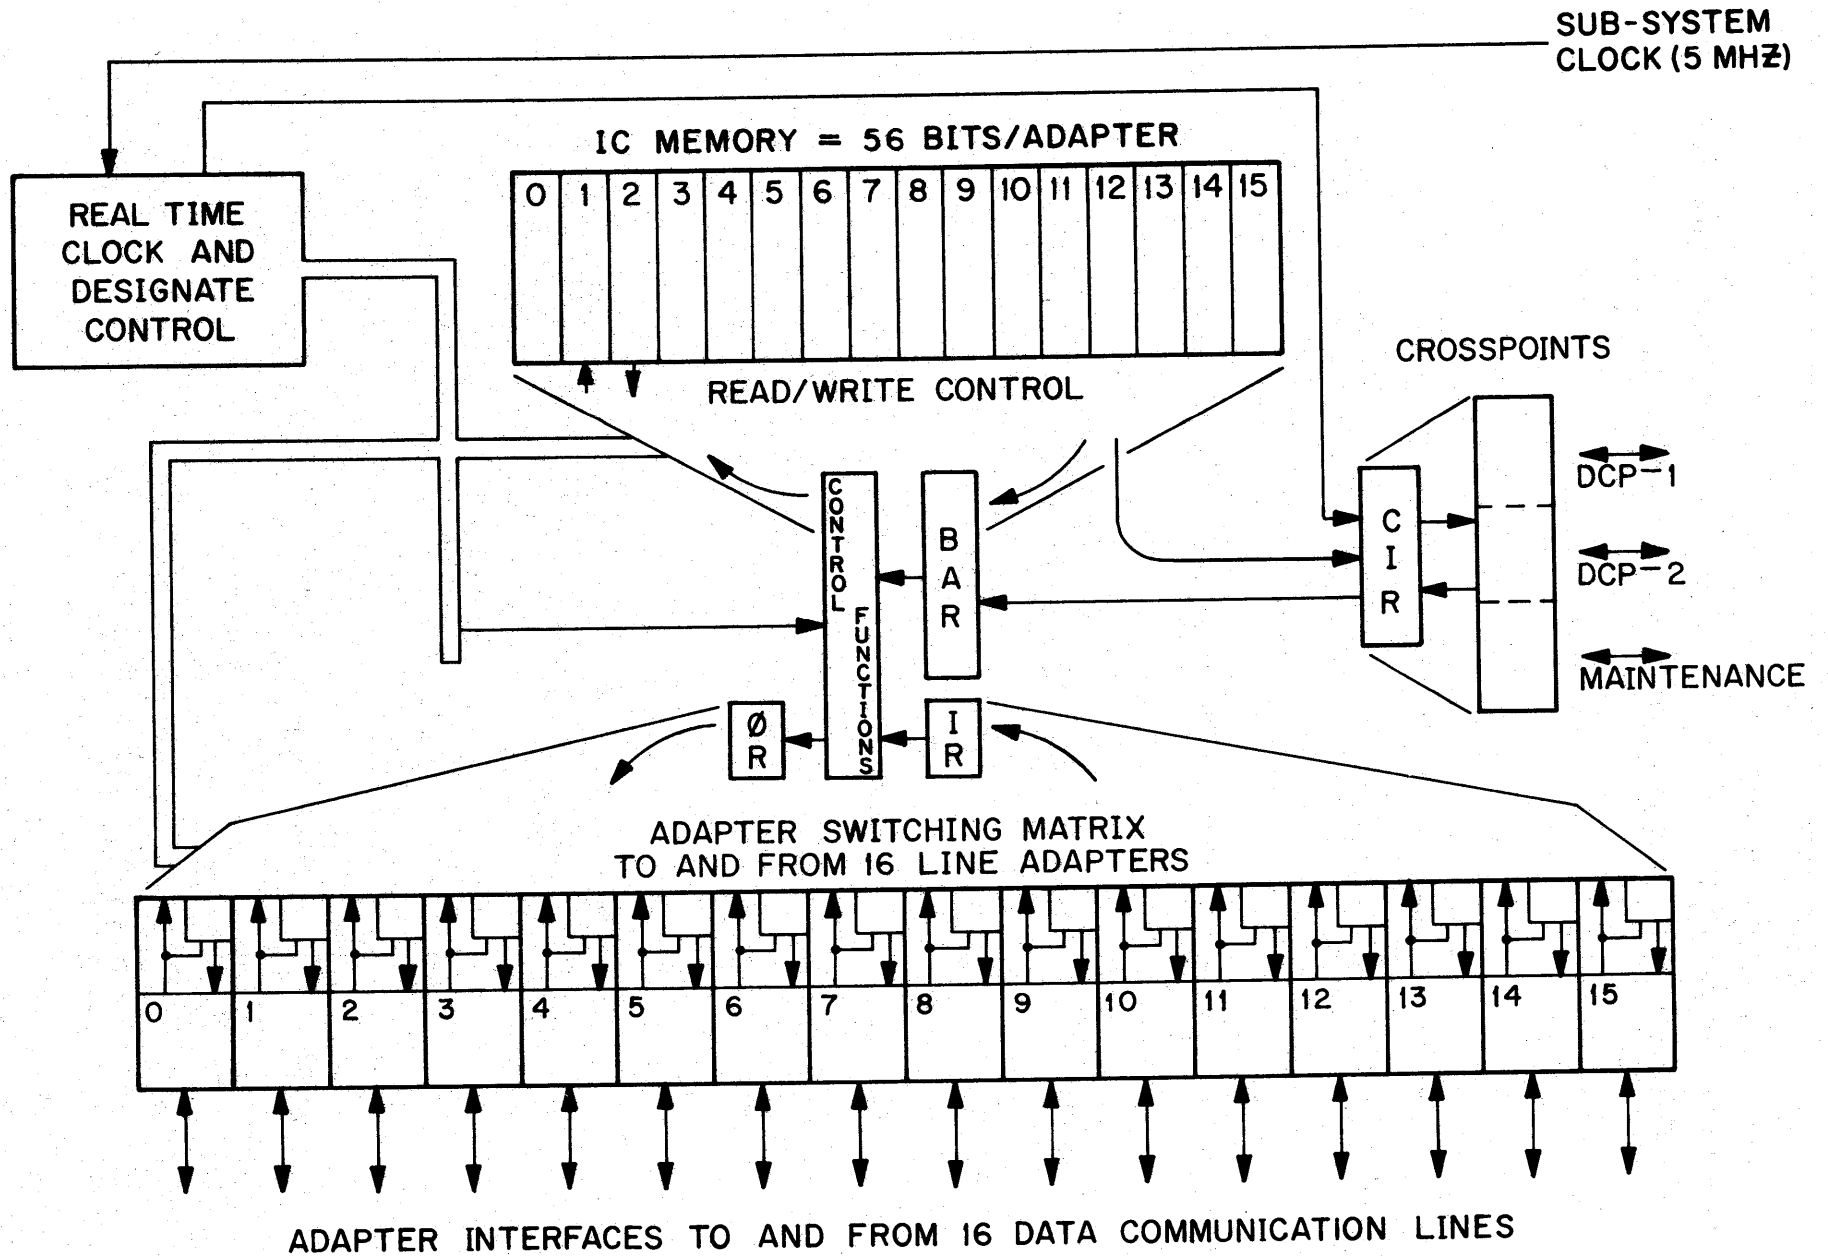 SUB-SYSTEM
CLOCK (5 MHZ)
IC MEMORY = 56 BITS/ADAPTER
0 1 2 3 4 5 6 7 8 9 10 11 12 13 14 15
REAL TIME
CLOCK AND
DESIGNATE
CONTROL
READ/WRITE CONTROL
CROSSPOINTS
CONTROL
FUNCTIONS
BAR
CIR
DCP-1
DCP-2
MAINTENANCE
ØR
IR
ADAPTER SWITCHING MATRIX
TO AND FROM 16 LINE ADAPTERS
0 1 2 3 4 5 6 7 8 9 10 11 12 13 14 15
ADAPTER INTERFACES TO AND FROM 16 DATA COMMUNICATION LINES